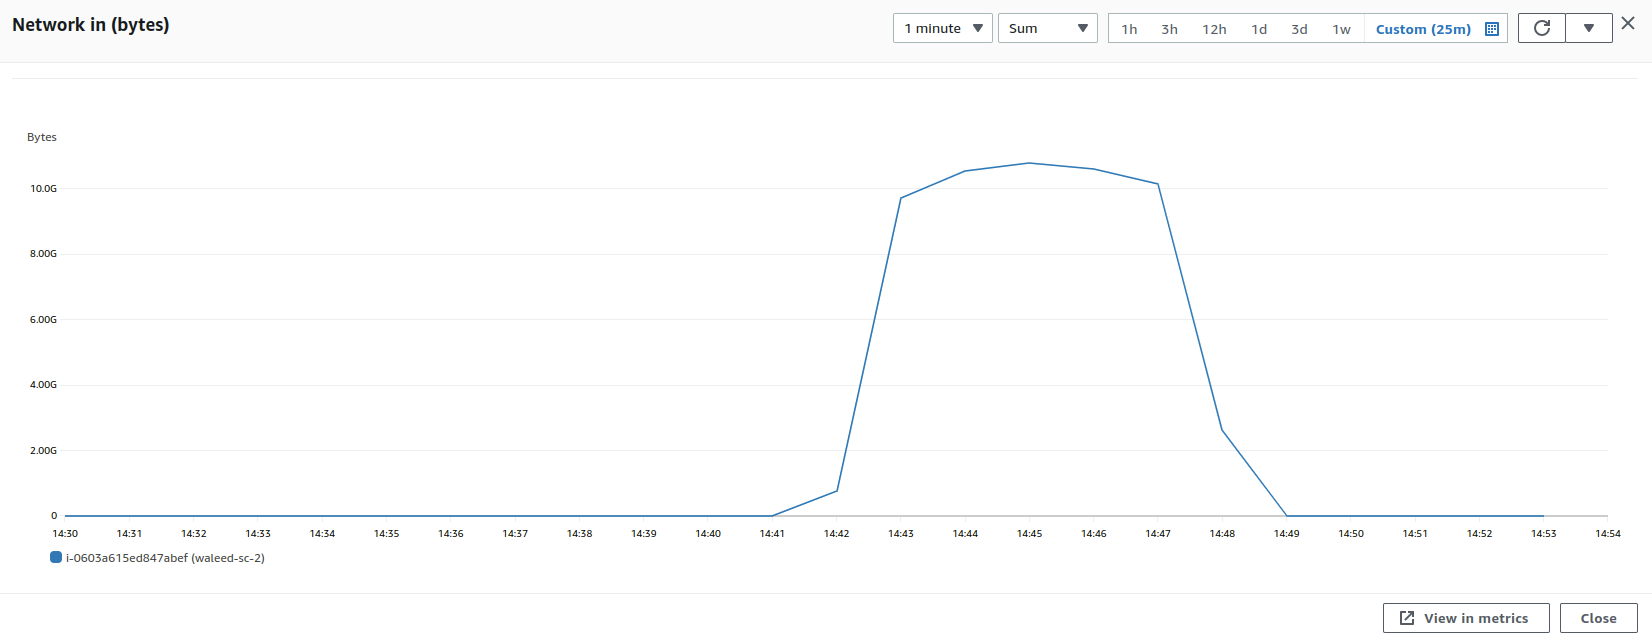 Network in (bytes)
1 minute Sum 1h 3h 12h 1d 3d 1w Custom (25m)
Bytes
10.0G
8.00G
6.00G
4.00G
2.00G
0
14:30 14:31 14:32 14:33 14:34 14:35 14:36 14:37 14:38 14:39 14:40 14:41 14:42 14:43 14:44 14:45 14:46 14:47 14:48 14:49 14:50 14:51 14:52 14:53 14:54
i-0603a615ed847abef (waleed-sc-2)
View in metrics Close